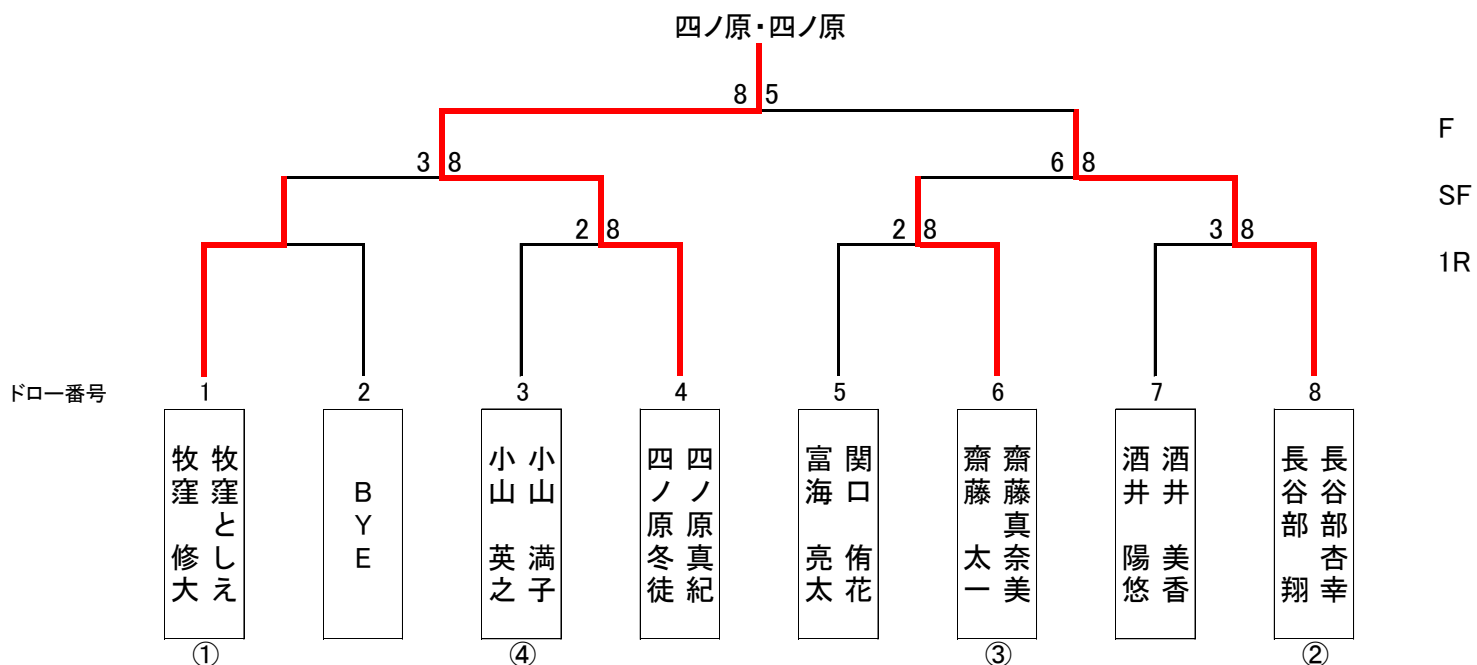 四ノ原・四ノ原
8 5
F
3 8
6 8
SF
2 8
2 8
3 8
1R
ドロー番号
1 2 3 4 5 6 7 8
牧窪としえ
牧窪 修大
BYE
小山 満子
小山 英之
四ノ原真紀
四ノ原冬徒
関口 侑花
富海 亮太
齋藤真奈美
齋藤 太一
酒井 美香
酒井 陽悠
長谷部杏幸
長谷部 翔
① ④ ③ ②